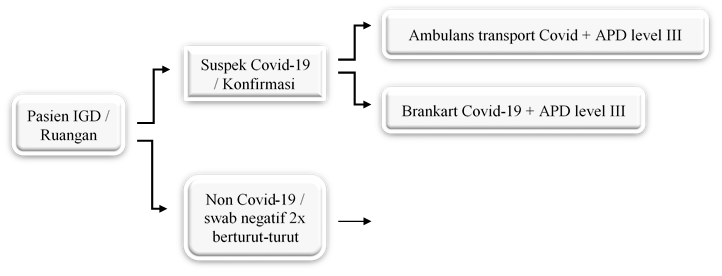 Pasien IGD /
Ruangan
Suspek Covid-19
/ Konfirmasi
Ambulans transport Covid + APD level III
Brankart Covid-19 + APD level III
Non Covid-19 /
swab negatif 2x
berturut-turut